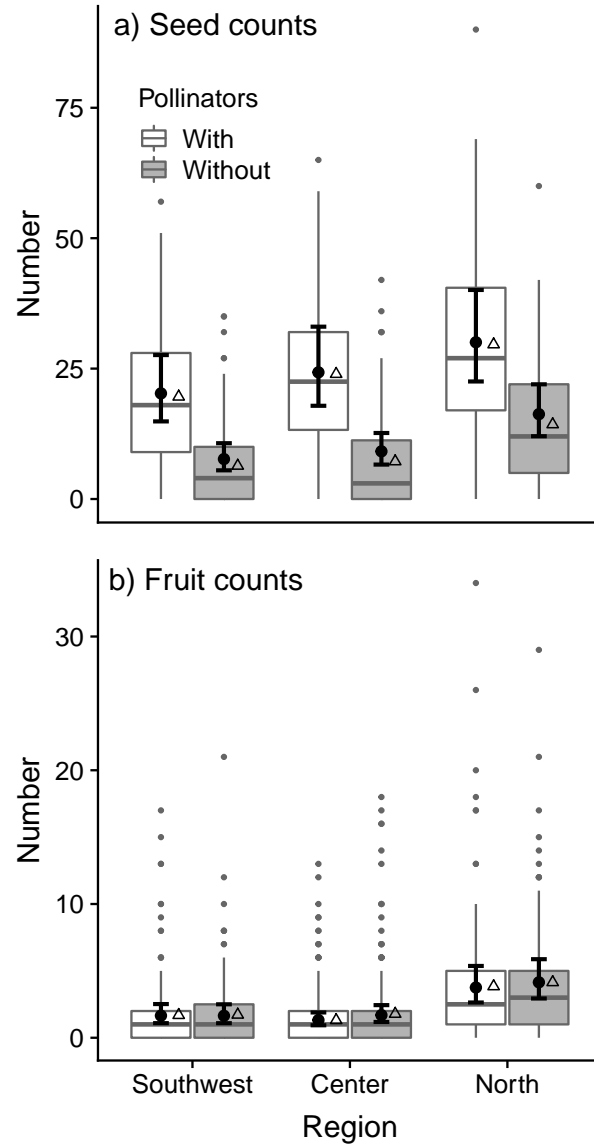 a) Seed counts
Pollinators
With
Without
Number
75
50
25
0
b) Fruit counts
Number
30
20
10
0
Southwest
Center
North
Region